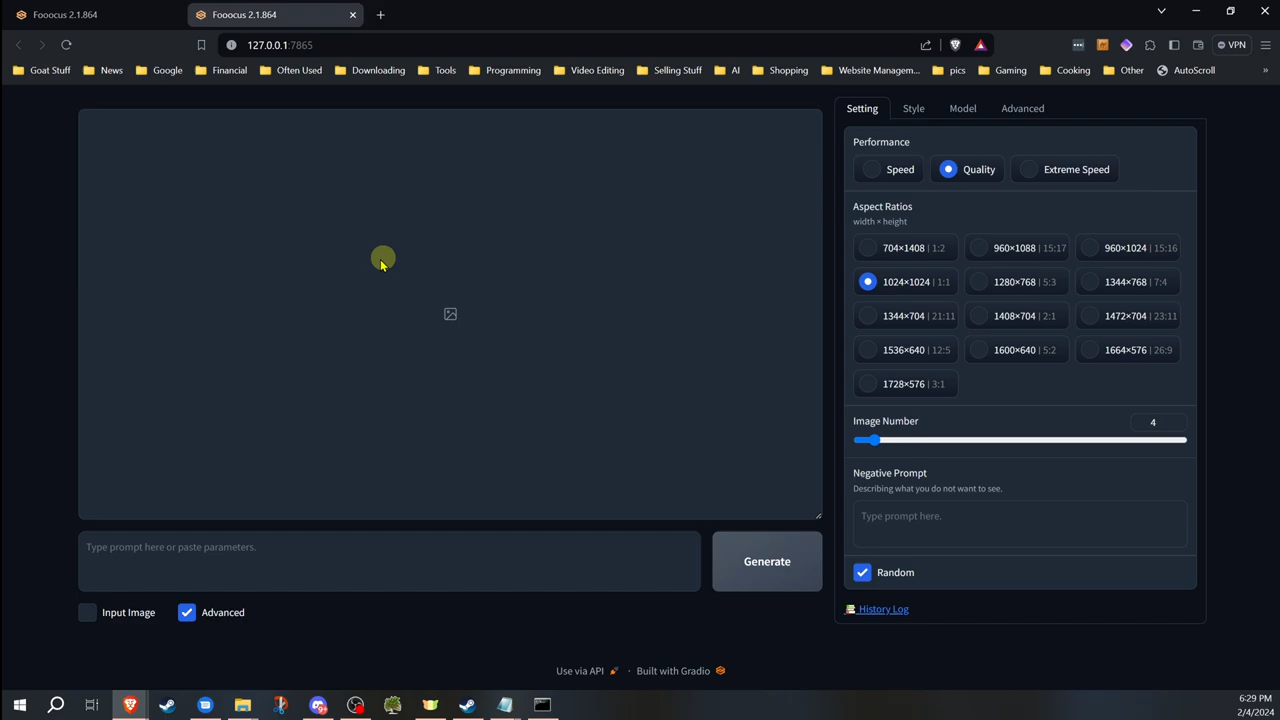 Fooocus 2.1.864
Fooocus 2.1.864
127.0.0.1:7865
VPN
Goat Stuff
News
Google
Financial
Often Used
Downloading
Tools
Programming
Video Editing
Selling Stuff
AI
Shopping
Website Managem...
pics
Gaming
Cooking
Other
AutoScroll
»
Setting
Style
Model
Advanced
Performance
Speed
Quality
Extreme Speed
Aspect Ratios
width × height
704×1408 | 1:2
960×1088 | 15:17
960×1024 | 15:16
1024×1024 | 1:1
1280×768 | 5:3
1344×768 | 7:4
1344×704 | 21:11
1408×704 | 2:1
1472×704 | 23:11
1536×640 | 12:5
1600×640 | 5:2
1664×576 | 26:9
1728×576 | 3:1
Image Number
4
Negative Prompt
Describing what you do not want to see.
Type prompt here.
Random
History Log
Type prompt here or paste parameters.
Generate
Input Image
Advanced
Use via API
·
Built with Gradio
6:29 PM
2/4/2024